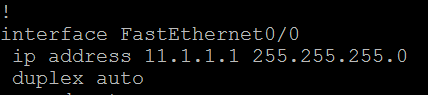 !
interface FastEthernet0/0
 ip address 11.1.1.1 255.255.255.0
 duplex auto